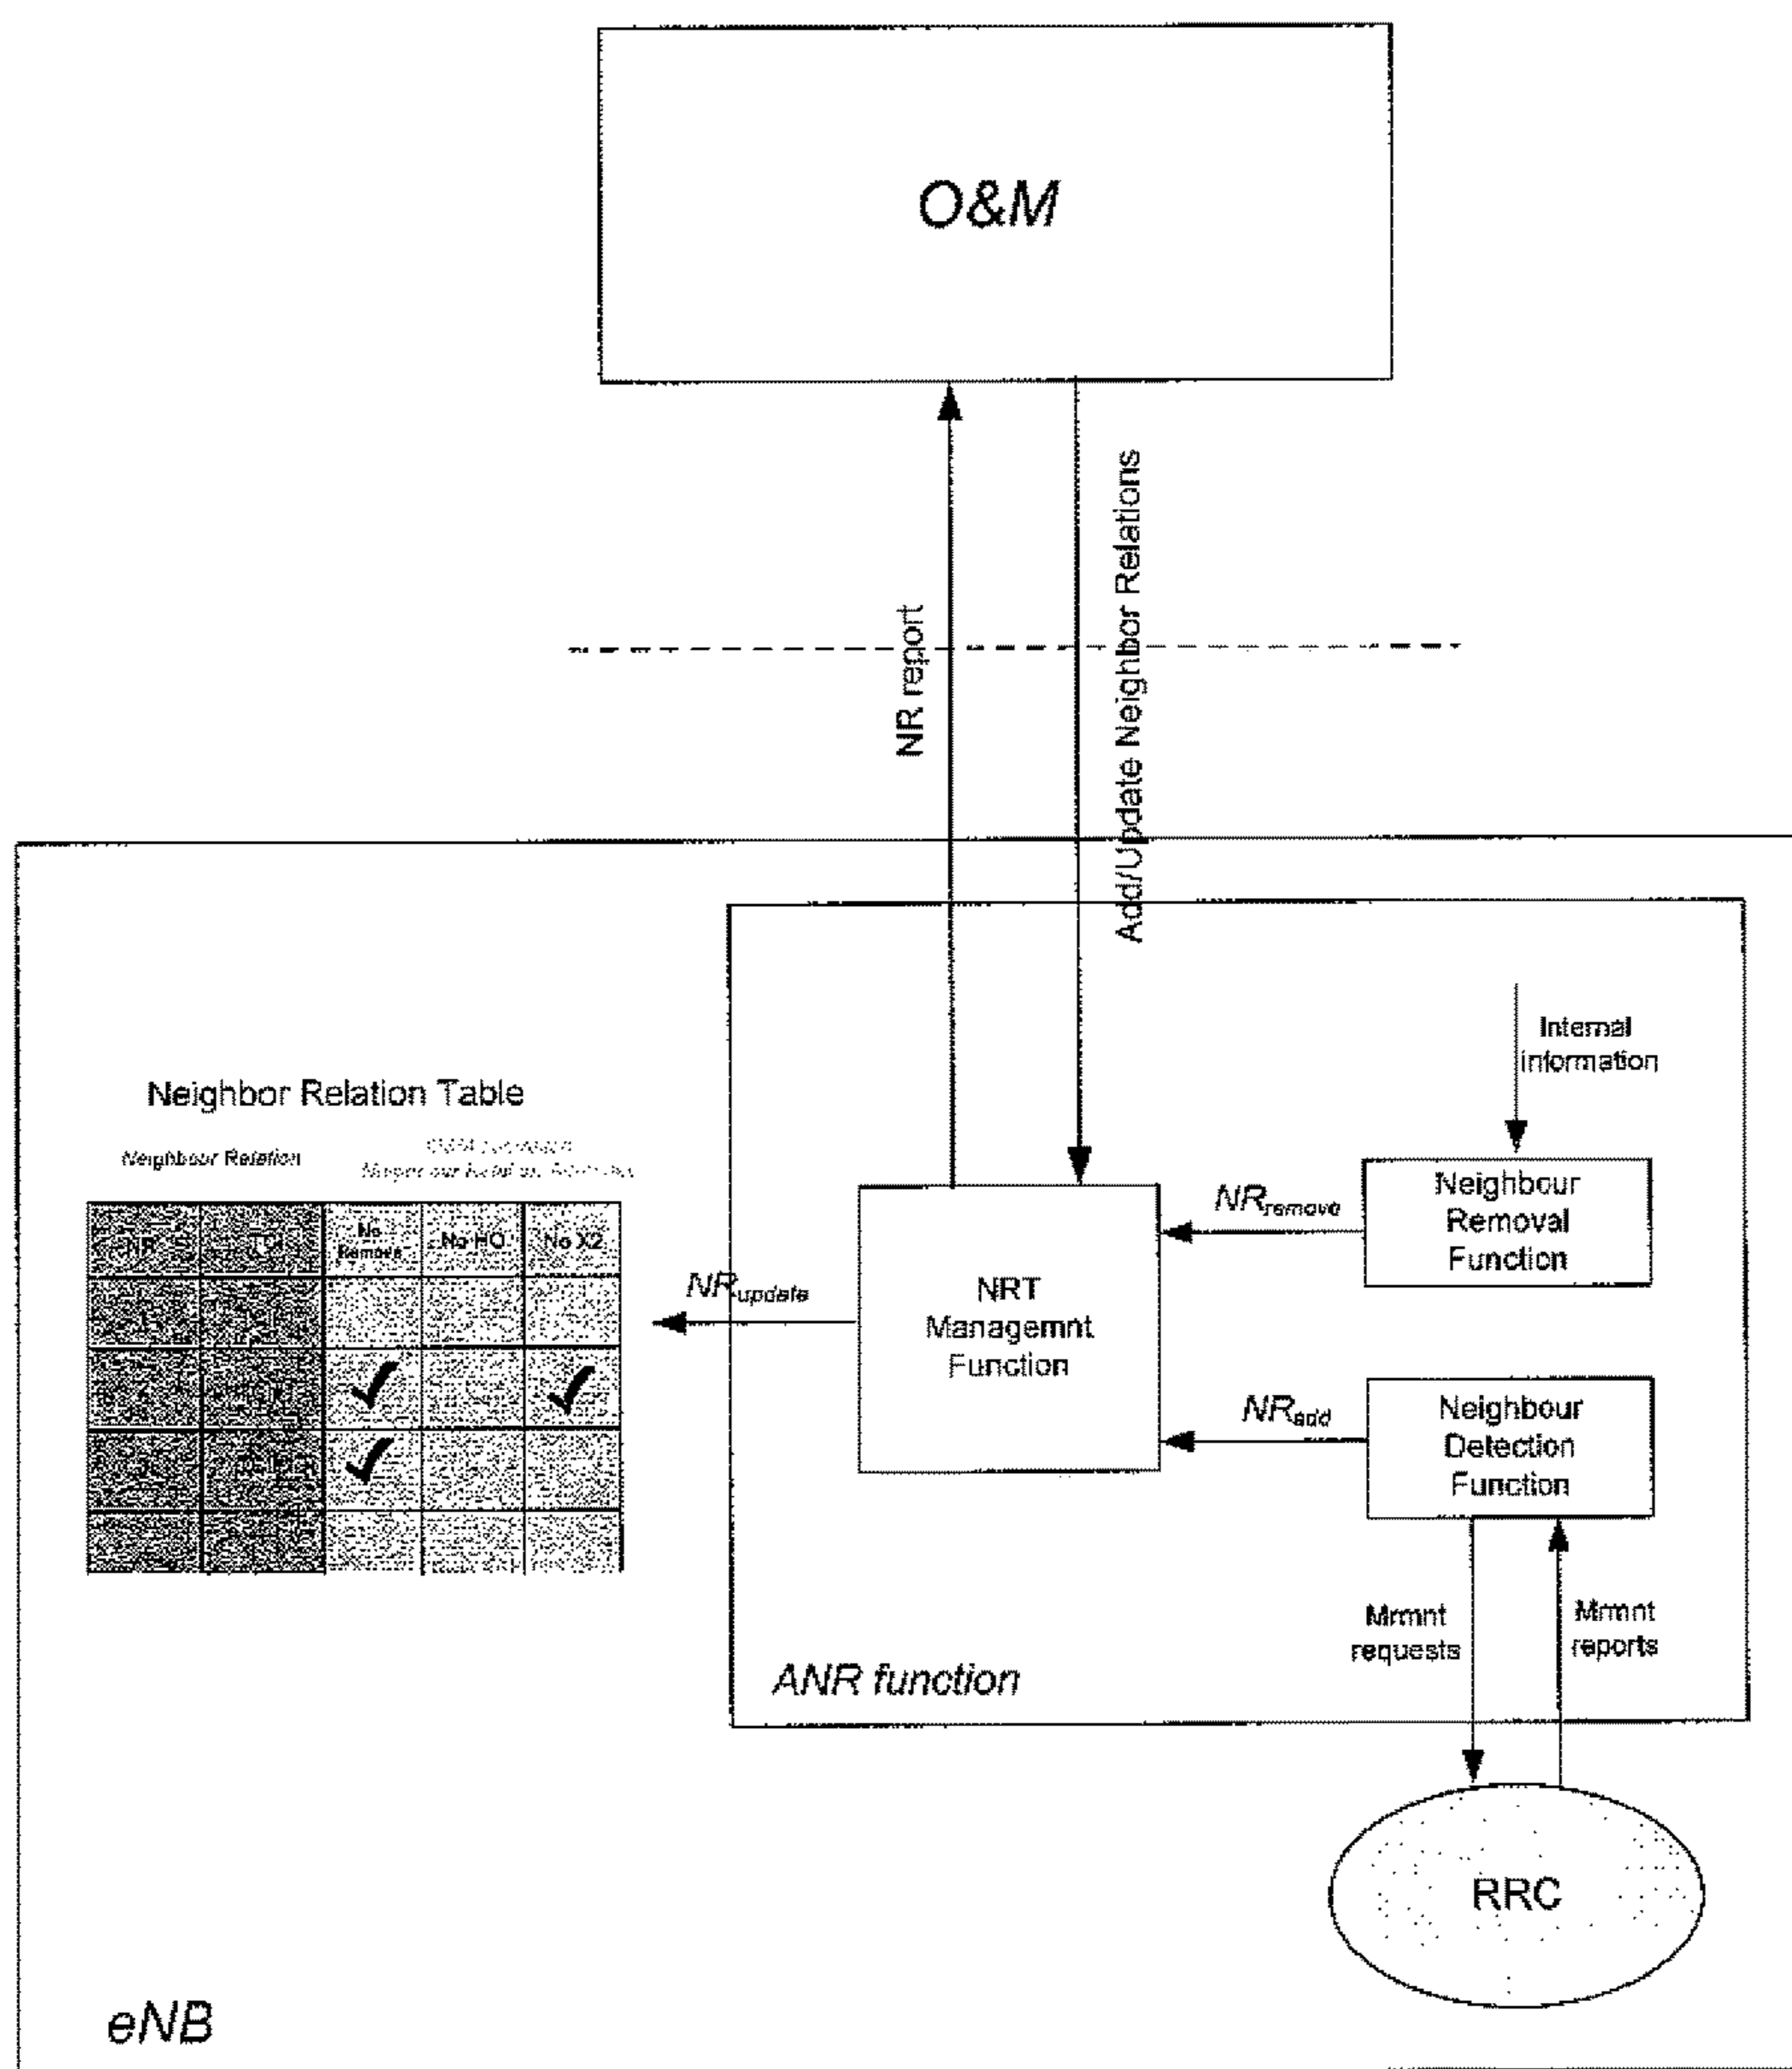 O&M
NR report
Add/Update Neighbor Relations
Internal
information
Neighbor Relation Table
Neighbour Relation
No
Remove
No HO
No X2
NR
Neighbour
Removal
Function
NRremove
NRupdate
NRT
Managemnt
Function
NRadd
Neighbour
Detection
Function
Mrmnt
requests
Mrmnt
reports
ANR function
RRC
eNB